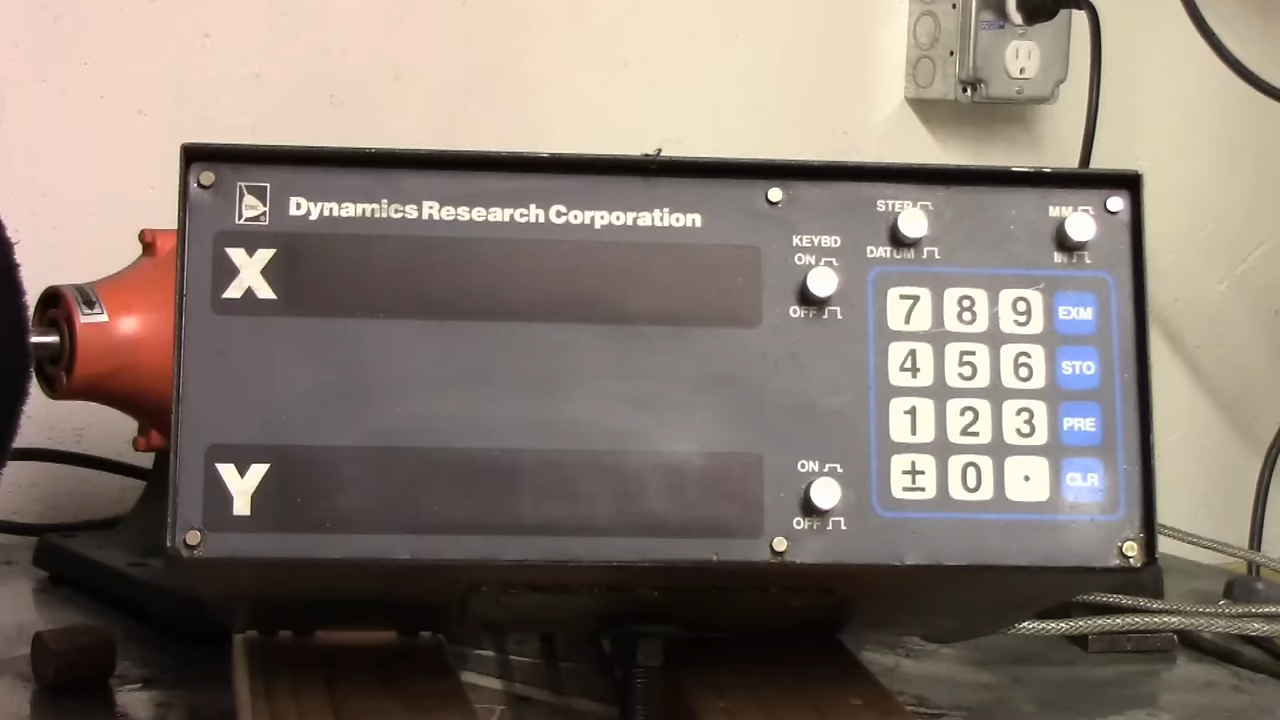 DRC
Dynamics Research Corporation
X
Y
KEYBD
ON
OFF
ON
OFF
STEP
DATUM
MM
IN
7 8 9 EXM
4 5 6 STO
1 2 3 PRE
± 0 . CLR